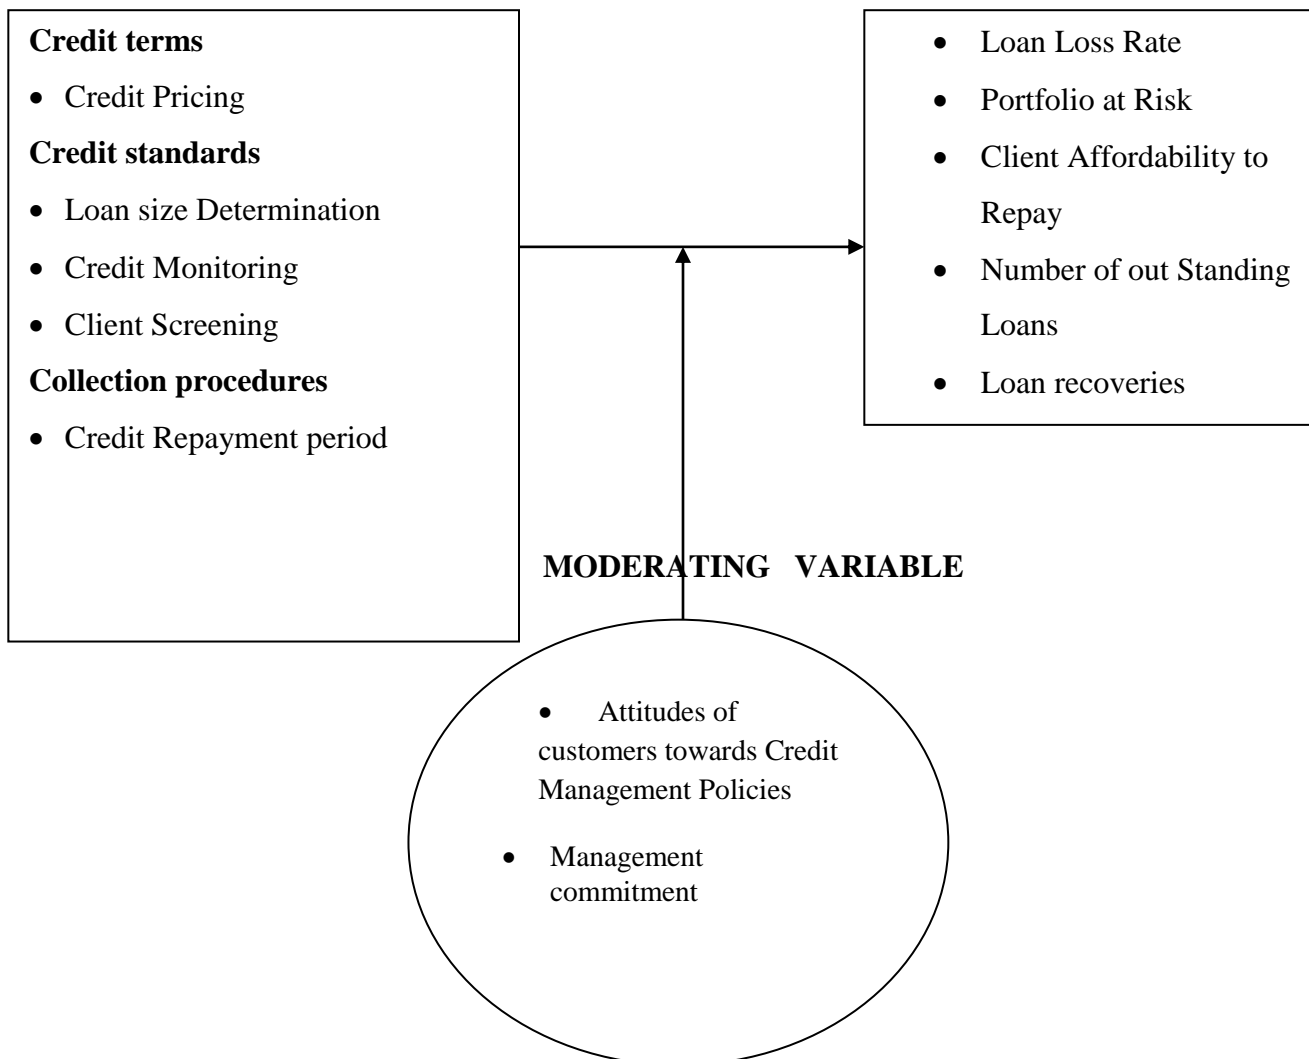 Credit terms
• Credit Pricing
Credit standards
• Loan size Determination
• Credit Monitoring
• Client Screening
Collection procedures
• Credit Repayment period
• Loan Loss Rate
• Portfolio at Risk
• Client Affordability to
Repay
• Number of out Standing
Loans
• Loan recoveries
MODERATING VARIABLE
• Attitudes of
customers towards Credit
Management Policies
• Management
commitment